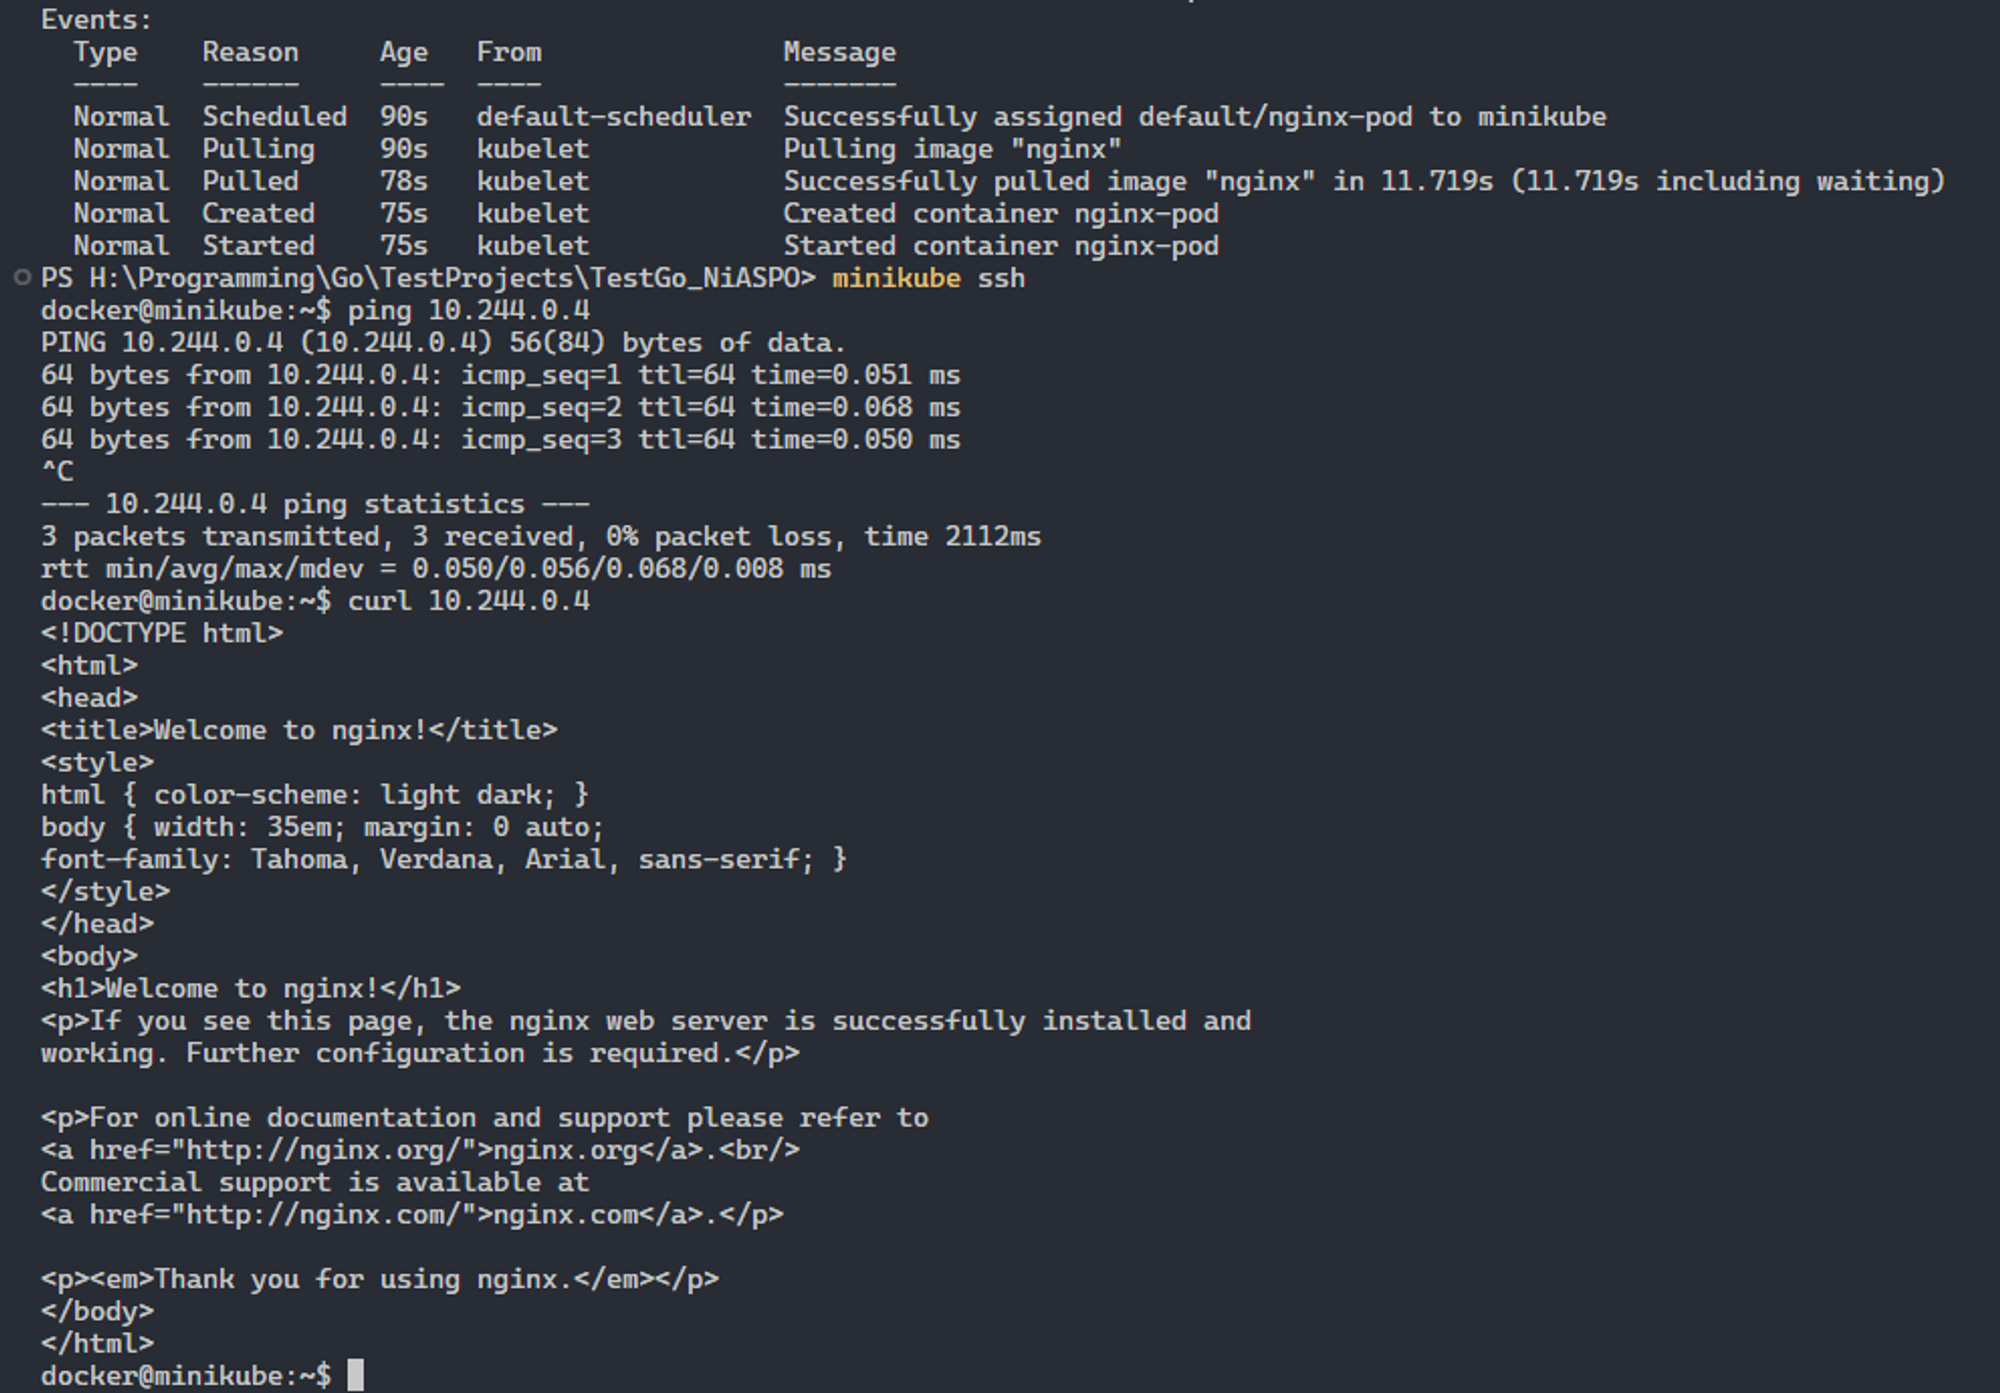 Events:
  Type    Reason     Age   From               Message
  ----    ------     ----  ----               -------
  Normal  Scheduled  90s   default-scheduler  Successfully assigned default/nginx-pod to minikube
  Normal  Pulling    90s   kubelet            Pulling image "nginx"
  Normal  Pulled     78s   kubelet            Successfully pulled image "nginx" in 11.719s (11.719s including waiting)
  Normal  Created    75s   kubelet            Created container nginx-pod
  Normal  Started    75s   kubelet            Started container nginx-pod
PS H:\Programming\Go\TestProjects\TestGo_NiASPO> minikube ssh
docker@minikube:~$ ping 10.244.0.4
PING 10.244.0.4 (10.244.0.4) 56(84) bytes of data.
64 bytes from 10.244.0.4: icmp_seq=1 ttl=64 time=0.051 ms
64 bytes from 10.244.0.4: icmp_seq=2 ttl=64 time=0.068 ms
64 bytes from 10.244.0.4: icmp_seq=3 ttl=64 time=0.050 ms
^C
--- 10.244.0.4 ping statistics ---
3 packets transmitted, 3 received, 0% packet loss, time 2112ms
rtt min/avg/max/mdev = 0.050/0.056/0.068/0.008 ms
docker@minikube:~$ curl 10.244.0.4
<!DOCTYPE html>
<html>
<head>
<title>Welcome to nginx!</title>
<style>
html { color-scheme: light dark; }
body { width: 35em; margin: 0 auto;
font-family: Tahoma, Verdana, Arial, sans-serif; }
</style>
</head>
<body>
<h1>Welcome to nginx!</h1>
<p>If you see this page, the nginx web server is successfully installed and
working. Further configuration is required.</p>

<p>For online documentation and support please refer to
<a href="http://nginx.org/">nginx.org</a>.<br/>
Commercial support is available at
<a href="http://nginx.com/">nginx.com</a>.</p>

<p><em>Thank you for using nginx.</em></p>
</body>
</html>
docker@minikube:~$